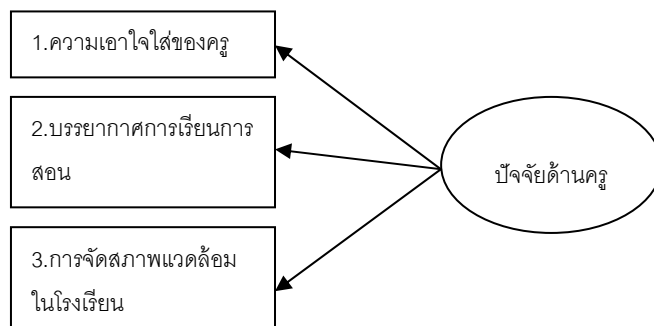 1.ความเอาใจใส่ของครู
2.บรรยากาศการเรียนการ
สอน
ปัจจัยด้านครู
3.การจัดสภาพแวดล้อม
ในโรงเรียน